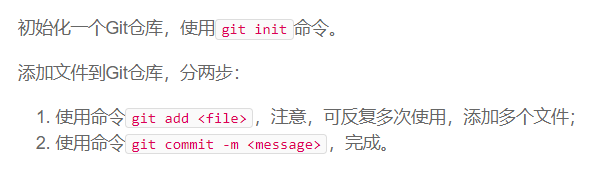 初始化一个Git仓库，使用git init命令。
添加文件到Git仓库，分两步：
1. 使用命令git add <file>，注意，可反复多次使用，添加多个文件；
2. 使用命令git commit -m <message>，完成。